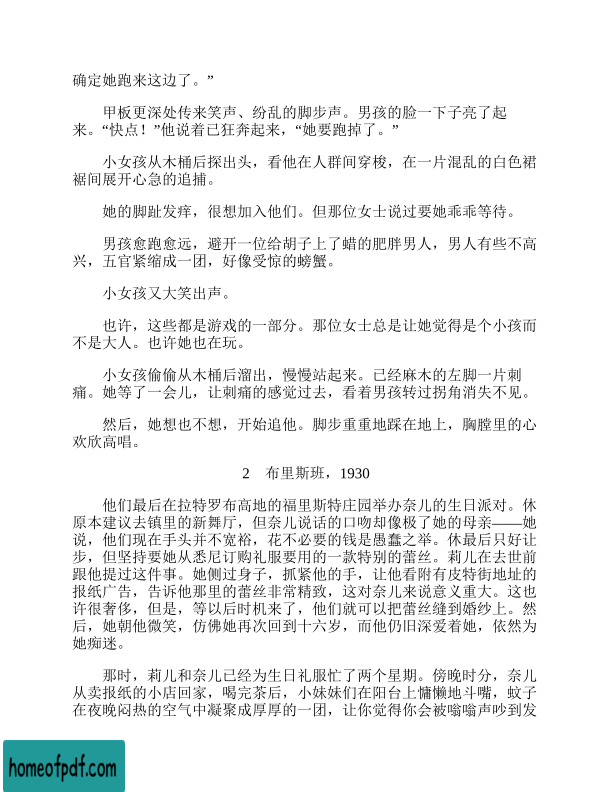 确定她跑来这边了。”
甲板更深处传来笑声、纷乱的脚步声。男孩的脸一下子亮了起
来。“快点！”他说着已狂奔起来，“她要跑掉了。”
小女孩从木桶后探出头，看他在人群间穿梭，在一片混乱的白色裙
裾间展开心急的追捕。
她的脚趾发痒，很想加入他们。但那位女士说过要她乖乖等待。
男孩愈跑愈远，避开一位给胡子上了蜡的肥胖男人，男人有些不高
兴，五官紧缩成一团，好像受惊的螃蟹。
小女孩又大笑出声。
也许，这些都是游戏的一部分。那位女士总是让她觉得是个小孩而
不是大人。也许她也在玩。
小女孩偷偷从木桶后溜出，慢慢站起来。已经麻木的左脚一片刺
痛。她等了一会儿，让刺痛的感觉过去，看着男孩转过拐角消失不见。
然后，她想也不想，开始追他。脚步重重地踩在地上，胸膛里的心
欢欣高唱。
2 布里斯班，1930
他们最后在拉特罗布高地的福里斯特庄园举办奈儿的生日派对。休
原本建议去镇里的新舞厅，但奈儿说话的口吻却像极了她的母亲——她
说，他们现在手头并不宽裕，花不必要的钱是愚蠢之举。休最后只好让
步，但坚持要她从悉尼订购礼服要用的一款特别的蕾丝。莉儿在去世前
跟他提过这件事。她侧过身子，抓紧他的手，让他看附有皮特街地址的
报纸广告，告诉他那里的蕾丝非常精致，这对奈儿来说意义重大。这也
许很奢侈，但是，等以后时机来了，他们就可以把蕾丝缝到婚纱上。然
后，她朝他微笑，仿佛她再次回到十六岁，而他仍旧深爱着她，依然为
她痴迷。
那时，莉儿和奈儿已经为生日礼服忙了两个星期。傍晚时分，奈儿
从卖报纸的小店回家，喝完茶后，小妹妹们在阳台上慵懒地斗嘴，蚊子
在夜晚闷热的空气中凝聚成厚厚的一团，让你觉得你会被嗡嗡声吵到发
homeofpdf.com